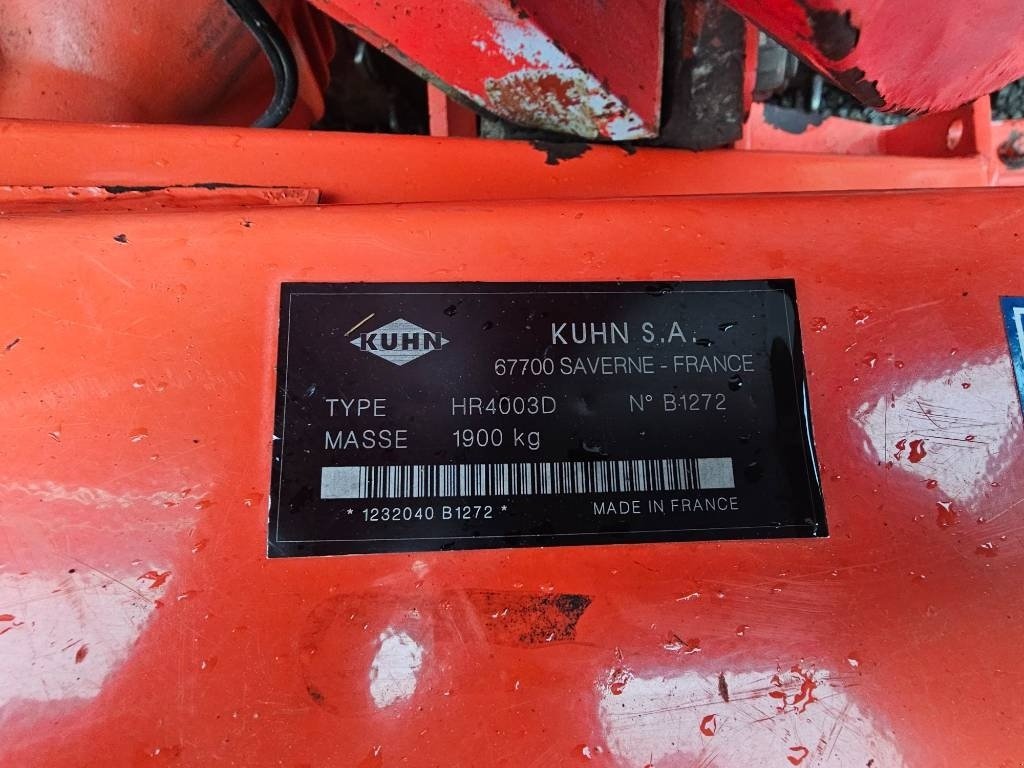 KUHN
KUHN S.A.
67700 SAVERNE - FRANCE
TYPE HR4003D N° B1272
MASSE 1900 kg
* 1232040 B1272 *
MADE IN FRANCE